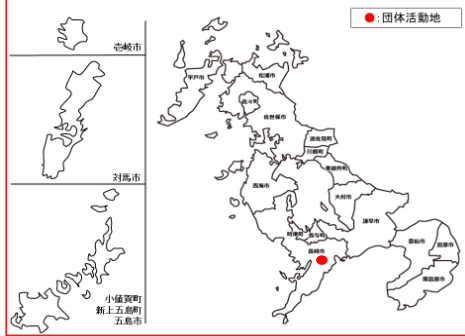 ●:団体活動地
壱岐市
対馬市
小値賀町
新上五島町
五島市
平戸市
松浦市
佐々町
佐世保市
波佐見町
川棚町
東彼杵町
西海市
大村市
時津町
長与町
諫早市
長崎市
雲仙市
島原市
南島原市